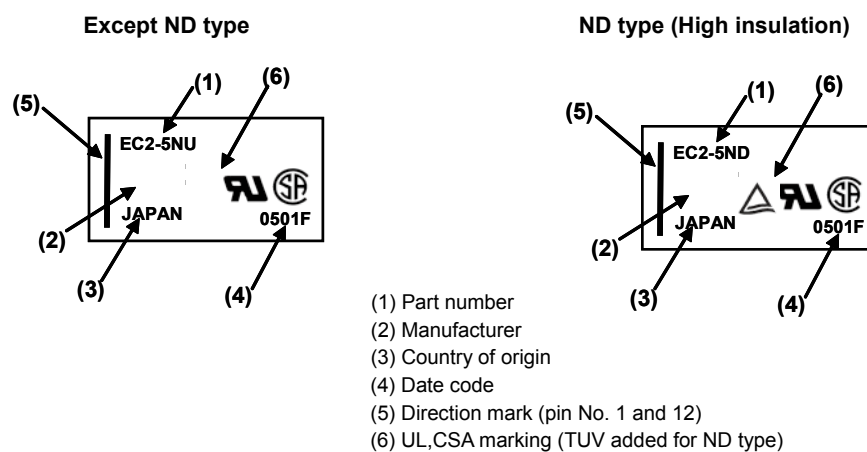 Except ND type
ND type (High insulation)
(1)
(6)
(5)
EC2-5NU
JAPAN
0501F
(2)
(3)
(4)
(1)
(6)
(5)
EC2-5ND
JAPAN
0501F
(2)
(3)
(4)
(1) Part number
(2) Manufacturer
(3) Country of origin
(4) Date code
(5) Direction mark (pin No. 1 and 12)
(6) UL,CSA marking (TUV added for ND type)